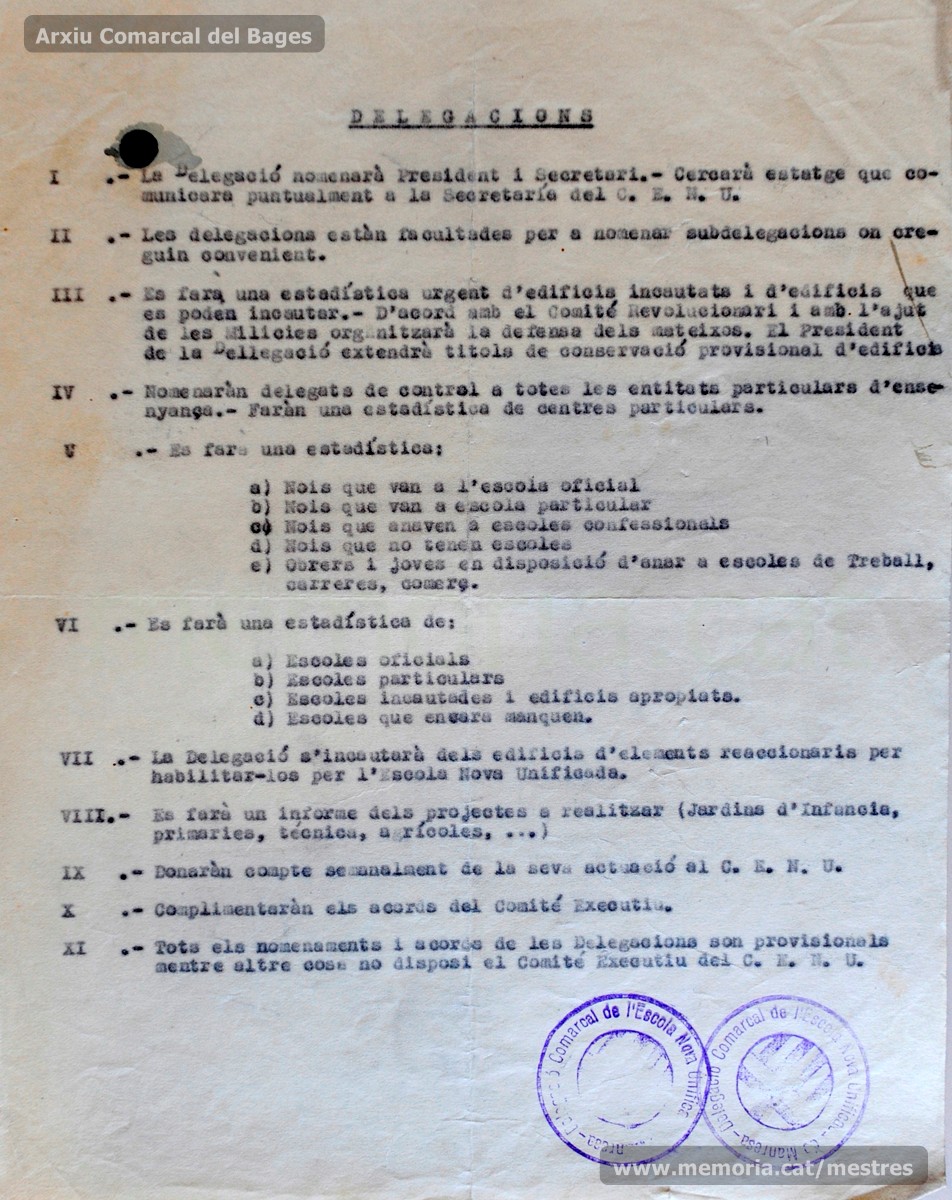 Arxiu Comarcal del Bages
DELEGACIONS
I .- La Delegació nomenarà President i Secretari.- Cercarà estatge que co-
municara puntualment a la Secretaría del C. E. N. U.
II .- Les delegacions estàn facultades per a nomenar subdelegacions on cre-
guin convenient.
III .- Es farà una estadística urgent d'edificis incautats i d'edificis que
es poden incautar.- D'acord amb el Comité Revolucionari i amb l'ajut
de les Milicies organitzarà la defensa dels mateixos. El President
de la Dellegació extendrà titols de conservació provisional d'edificis
IV .- Nomenaràn delegats de control a totes les entitats particulars d'ense-
nyança.- Faràn una estadística de centres particulars.
V .- Es fara una estadística:
a) Nois que van a l'escola oficial
b) Nois que van a escola particular
c) Nois que anaven a escoles confessionals
d) Nois que no tenen escoles
e) Obrers i joves en disposició d'anar a escoles de Treball,
carreres, comerç.
VI .- Es farà una estadística de:
a) Escoles oficials
b) Escoles particulars
c) Escoles incautades i edificis apropiats.
d) Escoles que encara manquen.
VII .- La Delegació s'incautarà dels edificis d'elements reaccionaris per
habilitar-los per l'Escola Nova Unificada.
VIII.- Es farà un informe dels projectes a realitzar (Jardins d'Infancia,
primaries, técnica, agrícoles, ...)
IX .- Donaràn compte semanalment de la seva actuació al C. E. N. U.
X .- Complimentaràn els acords del Comité Executiu.
XI .- Tots els nomenaments i acords de les Delegacions son provisionals
mentre altre cosa no disposi el Comité Executiu del C. E. N. U.
Comarcal de l'Escola Nova Unifica
Delegació Comarcal de l'Escola Nova Unifica
Manresa
www.memoria.cat/mestres